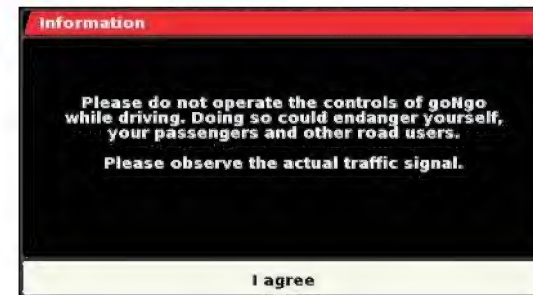 Information
Please do not operate the controls of goNgo
while driving. Doing so could endanger yourself,
your passengers and other road users.
Please observe the actual traffic signal.
I agree